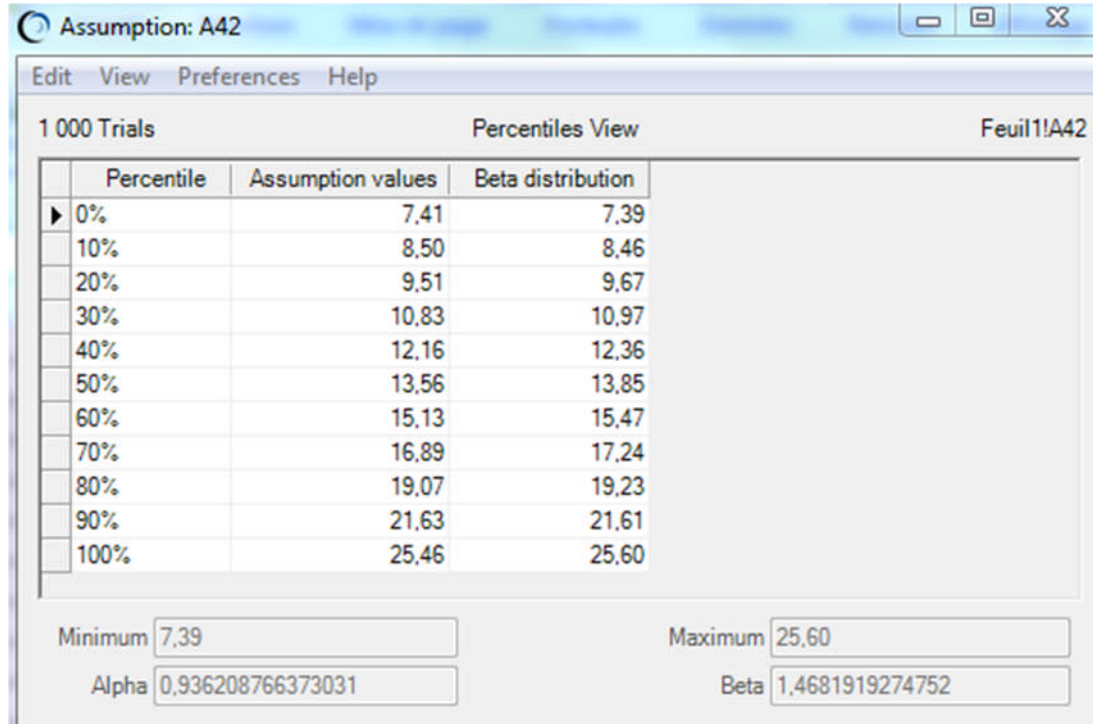 Assumption: A42
Edit View Preferences Help
1 000 Trials Percentiles View Feuil1!A42
Percentile Assumption values Beta distribution
0% 7,41 7,39
10% 8,50 8,46
20% 9,51 9,67
30% 10,83 10,97
40% 12,16 12,36
50% 13,56 13,85
60% 15,13 15,47
70% 16,89 17,24
80% 19,07 19,23
90% 21,63 21,61
100% 25,46 25,60
Minimum 7,39 Maximum 25,60
Alpha 0,936208766373031 Beta 1,4681919274752